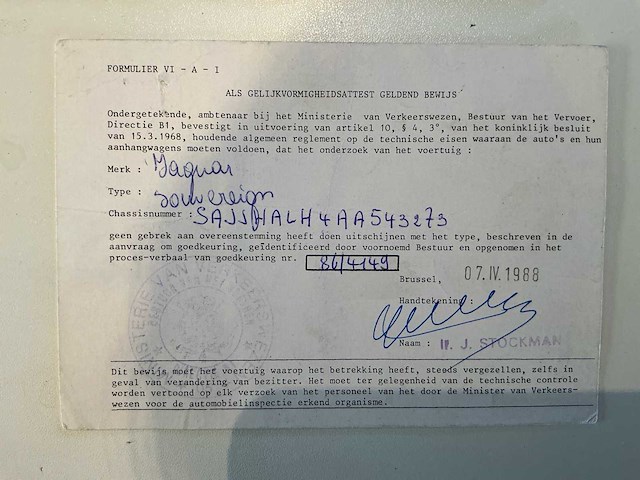 FORMULIER VI - A - 1
ALS GELIJKVORMIGHEIDSATTEST GELDEND BEWIJS
Ondergetekende, ambtenaar bij het Ministerie van Verkeerswezen, Bestuur van het Vervoer,
Directie B1, bevestigt in uitvoering van artikel 10, § 4, 3°, van het koninklijk besluit
van 15.3.1968, houdende algemeen reglement op de technische eisen waaraan de auto's en hun
aanhangwagens moeten voldoen, dat het onderzoek van het voertuig :
Merk : Jaguar
Type : Souvereign
Chassisnummer : SAJJHALH4AA543273
geen gebrek aan overeenstemming heeft doen uitschijnen met het type, beschreven in de
aanvraag om goedkeuring, geïdentificeerd door voornoemd Bestuur en opgenomen in het
proces-verbaal van goedkeuring nr. 86/4149
Brussel, 07.IV.1988
Handtekening :
Naam : Ir. J. STOCKMAN
Dit bewijs moet het voertuig waarop het betrekking heeft, steeds vergezellen, zelfs in
geval van verandering van bezitter. Het moet ter gelegenheid van de technische controle
worden vertoond op elk verzoek van het personeel van het door de Minister van Verkeers-
wezen voor de automobielinspectie erkend organisme.